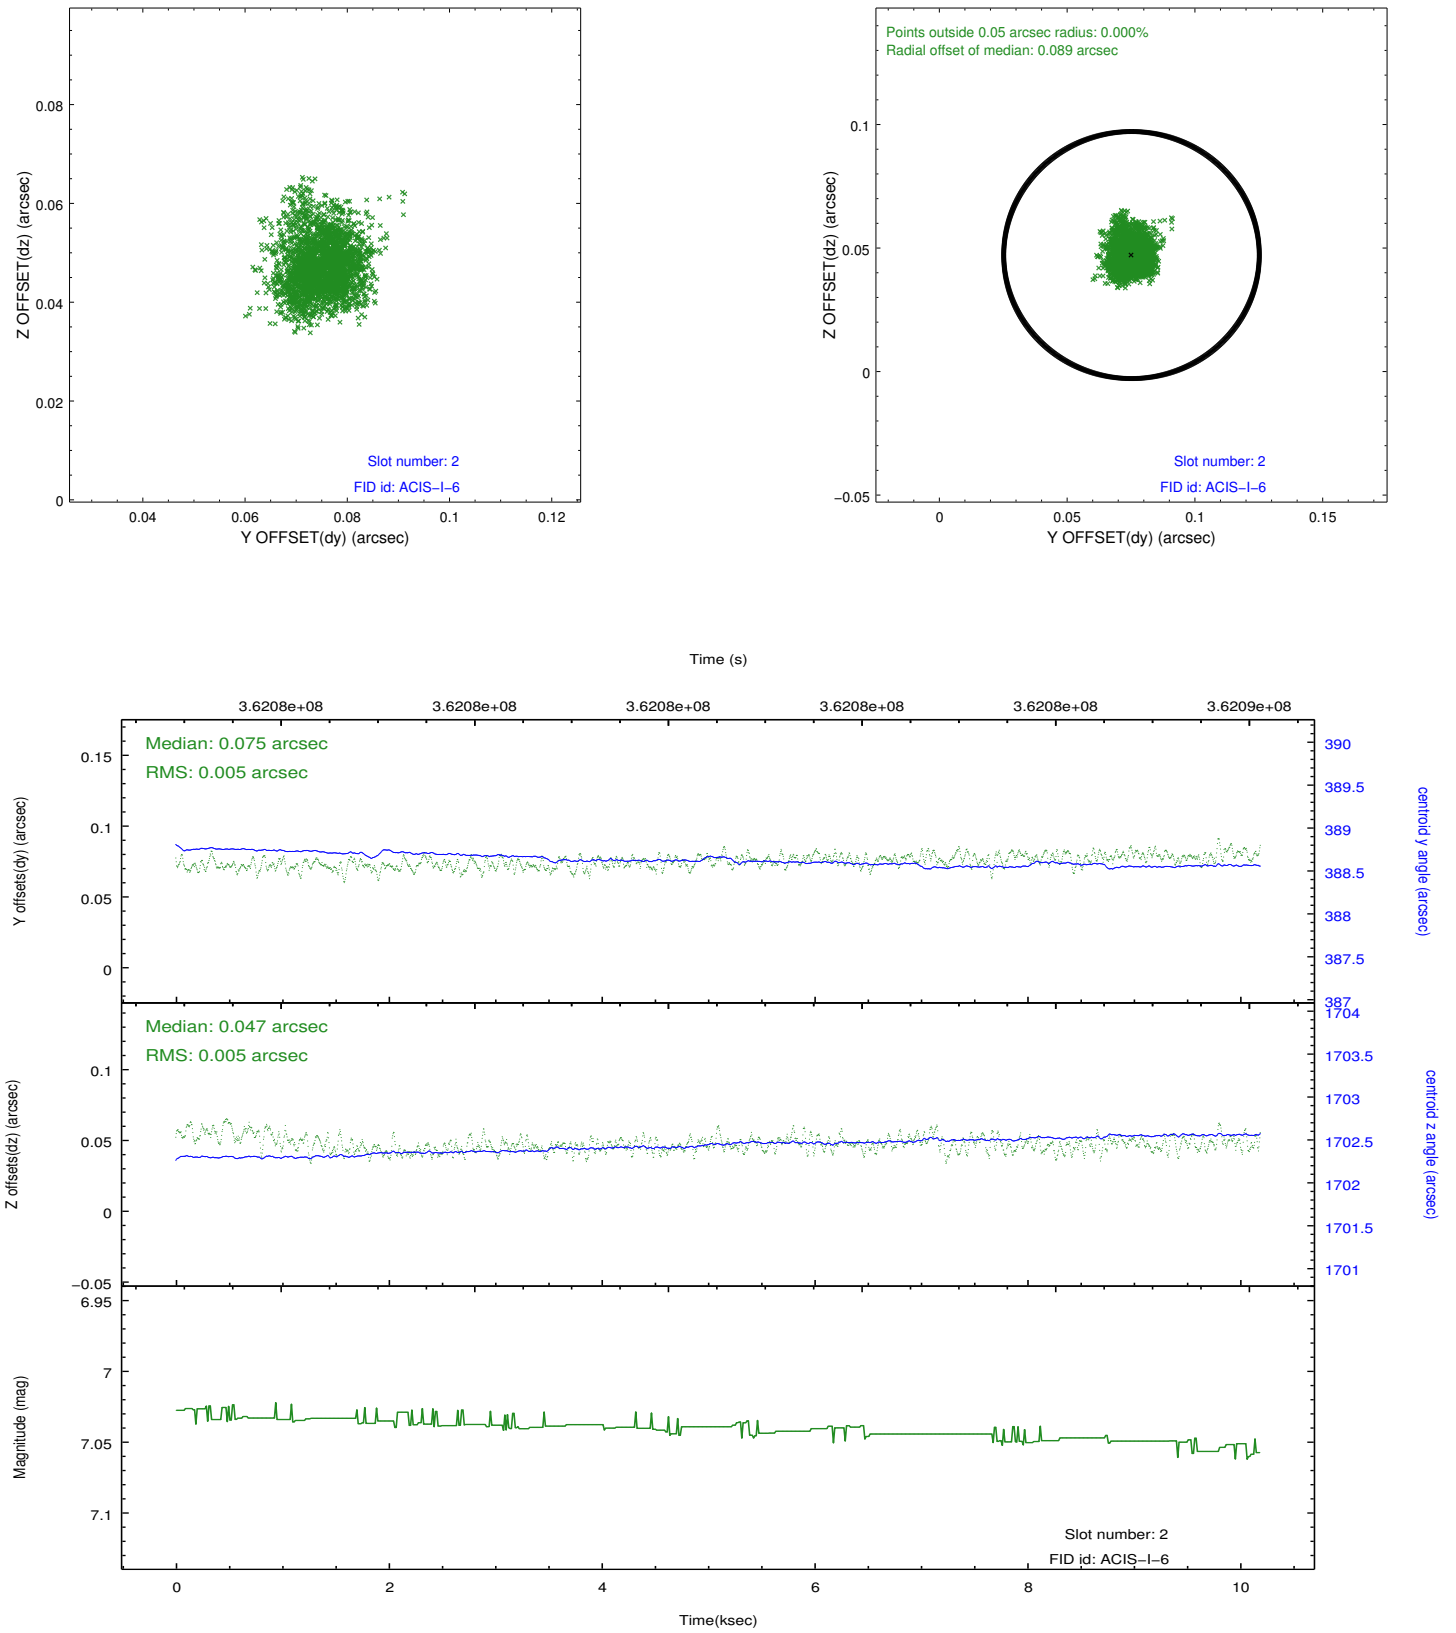 0.08
0.06
0.04
0.02
0
0.04
0.06
0.08
0.1
0.12
Z OFFSET(dz) (arcsec)
Y OFFSET(dy) (arcsec)
Slot number: 2
FID id: ACIS−I−6
Points outside 0.05 arcsec radius: 0.000%
Radial offset of median: 0.089 arcsec
0.1
0.05
0
−0.05
0
0.05
0.1
0.15
Z OFFSET(dz) (arcsec)
Y OFFSET(dy) (arcsec)
Slot number: 2
FID id: ACIS−I−6
Time (s)
3.6208e+08 3.6208e+08 3.6208e+08 3.6208e+08 3.6208e+08 3.6209e+08
Median: 0.075 arcsec
RMS: 0.005 arcsec
0.15
0.1
0.05
0
Y offsets(dy) (arcsec)
390
389.5
389
388.5
388
387.5
387
centroid y angle (arcsec)
Median: 0.047 arcsec
RMS: 0.005 arcsec
0.1
0.05
0
−0.05
Z offsets(dz) (arcsec)
1704
1703.5
1703
1702.5
1702
1701.5
1701
centroid z angle (arcsec)
6.95
7
7.05
7.1
Magnitude (mag)
Slot number: 2
FID id: ACIS−I−6
0 2 4 6 8 10
Time(ksec)